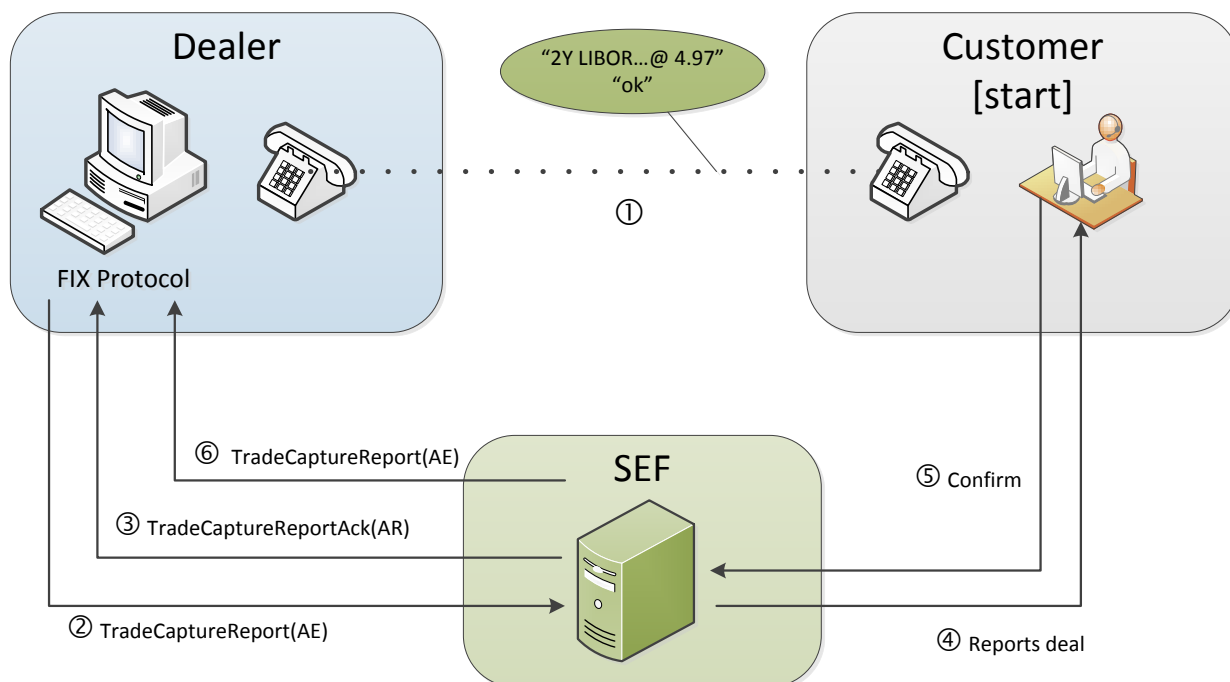 Dealer
“2Y LIBOR…@ 4.97”
“ok”
Customer
[start]
①
FIX Protocol
⑥ TradeCaptureReport(AE)
SEF
⑤ Confirm
③ TradeCaptureReportAck(AR)
② TradeCaptureReport(AE)
④ Reports deal